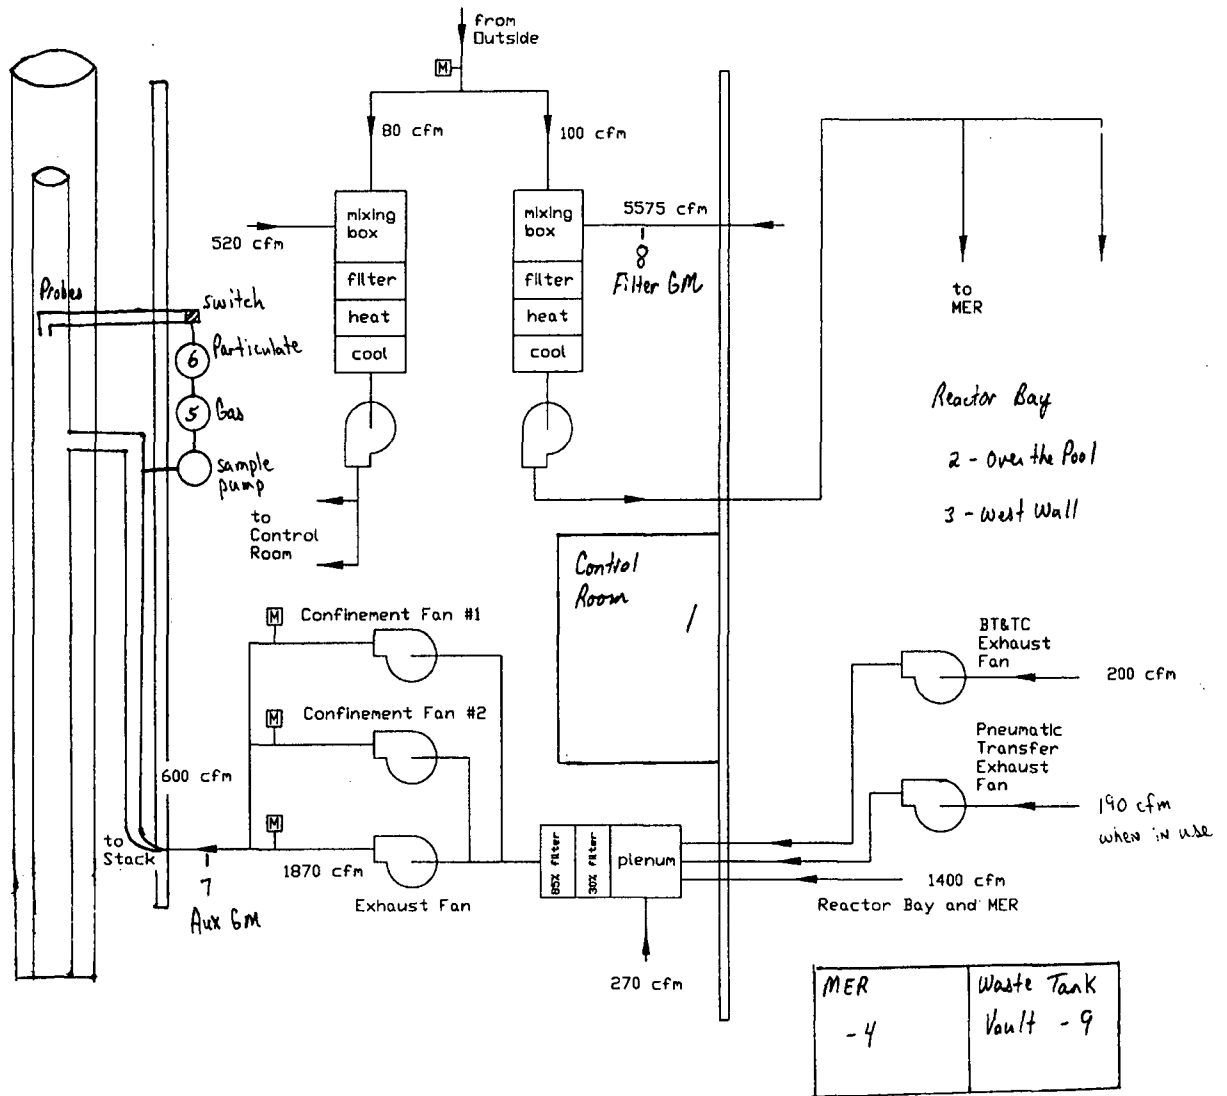 from
Outside
M
80 cfm
100 cfm
mixing
box
filter
heat
cool
520 cfm
mixing
box
filter
heat
cool
5575 cfm
8
Filter GM
to
MER
Probes
switch
6
Particulate
5
Gas
sample
pump
to
Control
Room
Reactor Bay
2 - Over the Pool
3 - West Wall
Control
Room
1
M
Confinement Fan #1
M
Confinement Fan #2
M
600 cfm
to
Stack
7
Aux GM
1870 cfm
Exhaust Fan
85% filter
30% filter
plenum
270 cfm
BT&TC
Exhaust
Fan
200 cfm
Pneumatic
Transfer
Exhaust
Fan
190 cfm
when in use
1400 cfm
Reactor Bay and MER
MER
-4
Waste Tank
Vault - 9